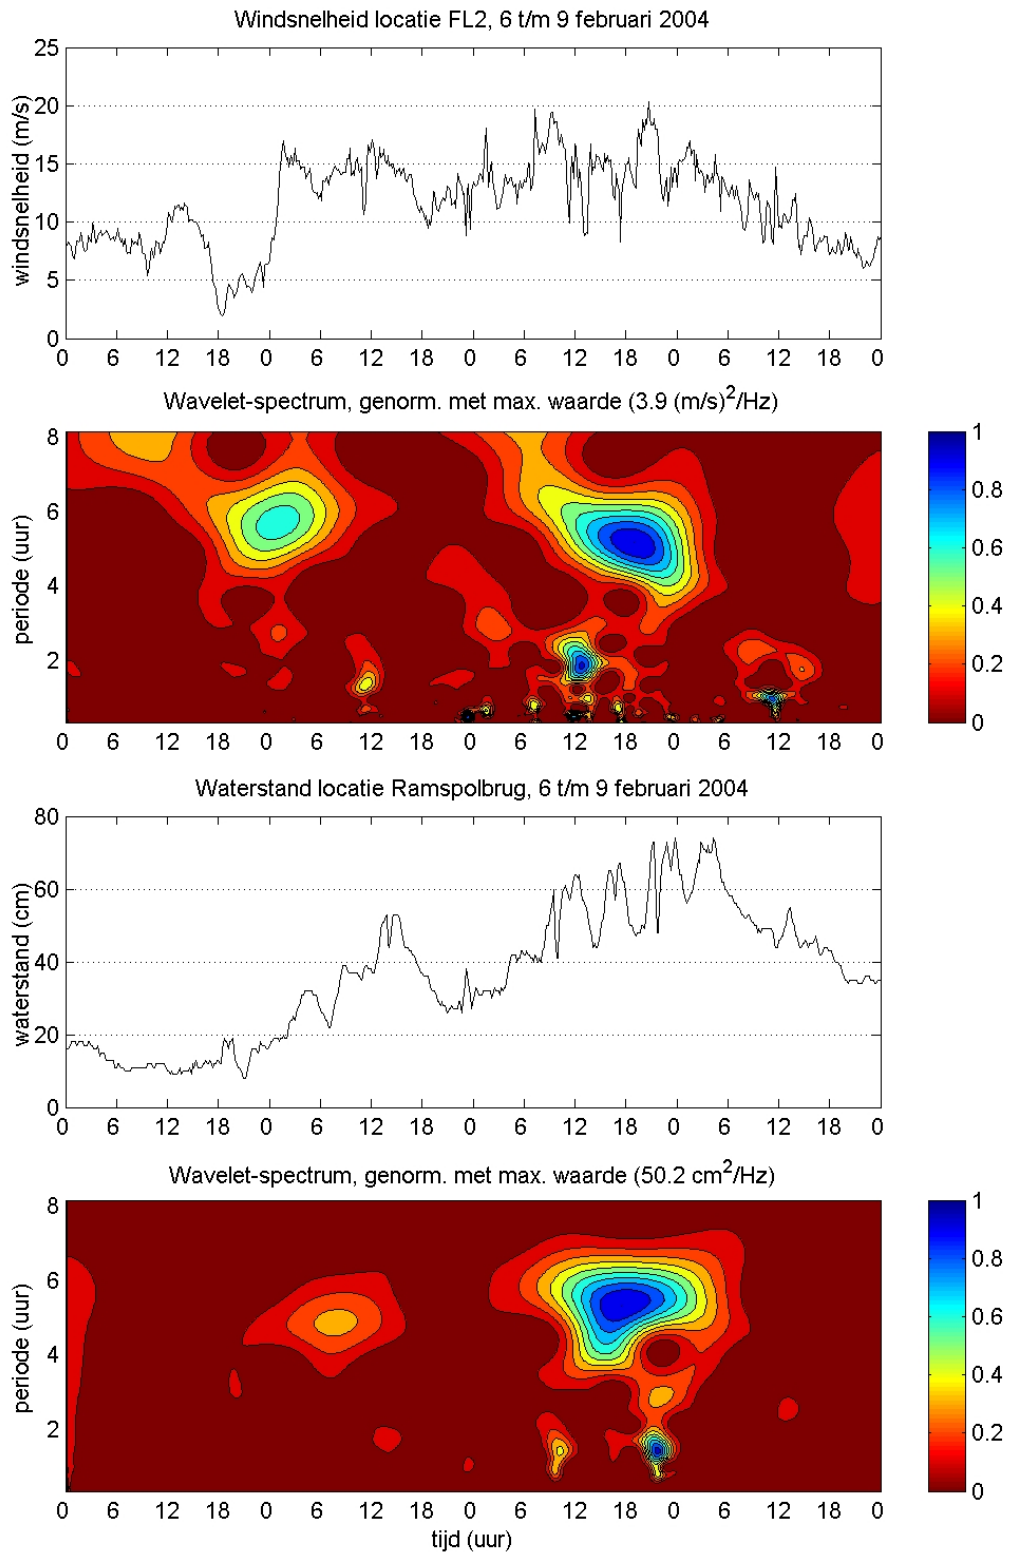 Windsnelheid locatie FL2, 6 t/m 9 februari 2004
25
20
15
10
5
0
windsnelheid (m/s)
0 6 12 18 0 6 12 18 0 6 12 18 0 6 12 18 0
Wavelet-spectrum, genorm. met max. waarde (3.9 (m/s)²/Hz)
8
6
4
2
periode (uur)
0 6 12 18 0 6 12 18 0 6 12 18 0 6 12 18 0
1
0.8
0.6
0.4
0.2
0
Waterstand locatie Ramspolbrug, 6 t/m 9 februari 2004
80
60
40
20
0
waterstand (cm)
0 6 12 18 0 6 12 18 0 6 12 18 0 6 12 18 0
Wavelet-spectrum, genorm. met max. waarde (50.2 cm²/Hz)
8
6
4
2
periode (uur)
0 6 12 18 0 6 12 18 0 6 12 18 0 6 12 18 0
tijd (uur)
1
0.8
0.6
0.4
0.2
0